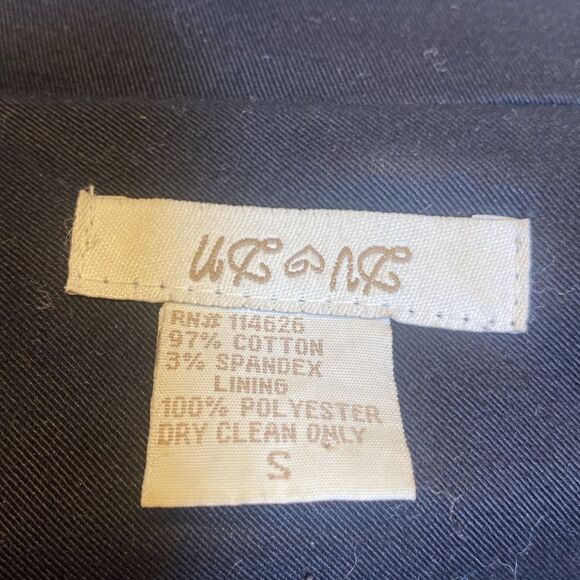 RN# 114626
97% COTTON
3% SPANDEX
LINING
100% POLYESTER
DRY CLEAN ONLY
S